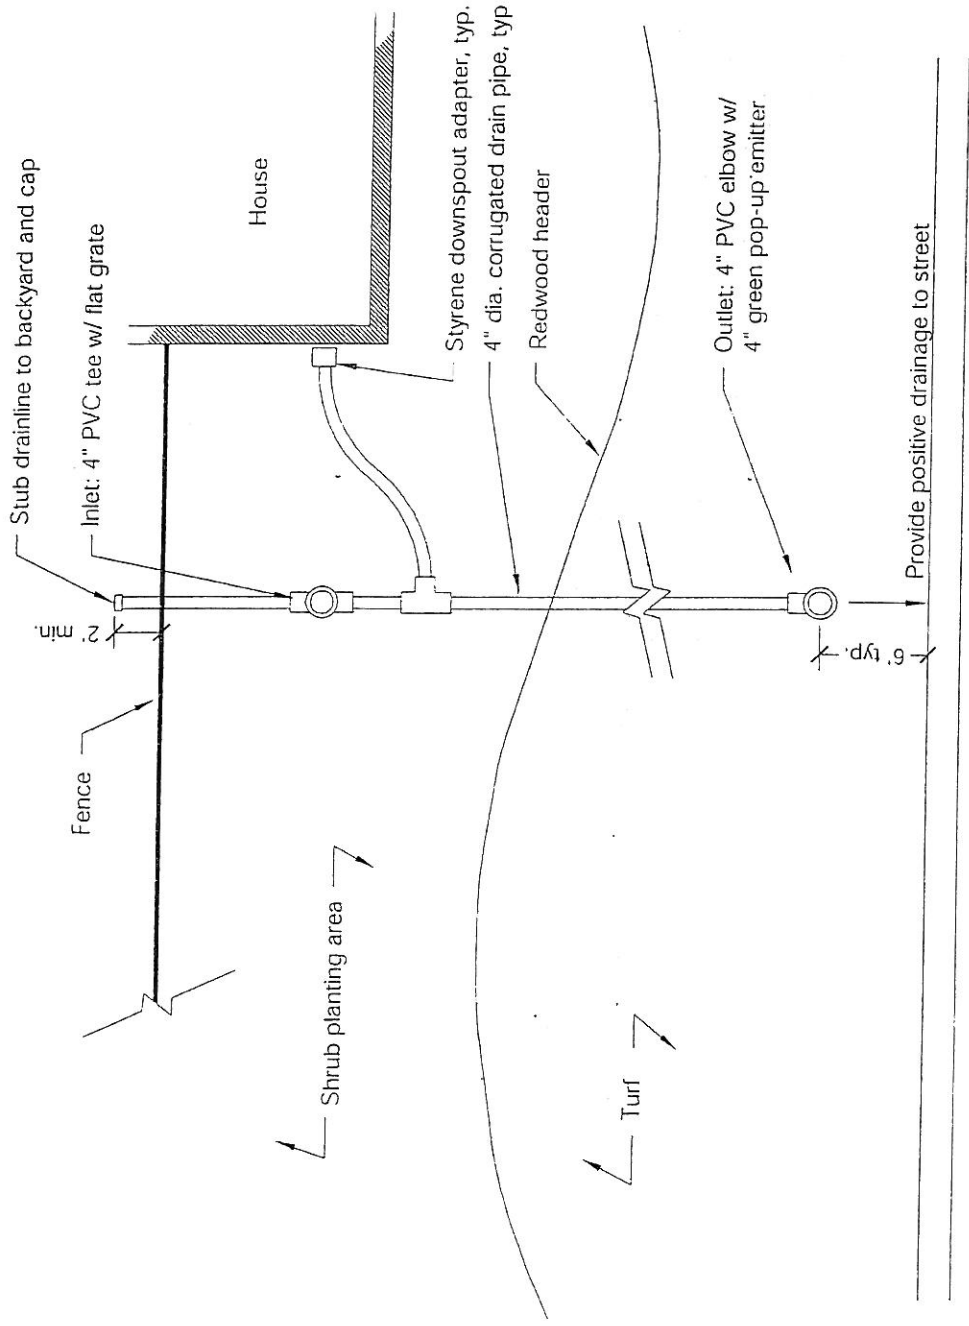 Stub drainline to backyard and cap
Inlet: 4" PVC tee w/ flat grate
House
2' min.
Fence
Styrene downspout adapter, typ.
4" dia. corrugated drain pipe, typ
Redwood header
Shrub planting area
Turf
Outlet: 4" PVC elbow w/
4" green pop-up emitter
6' typ.
Provide positive drainage to street